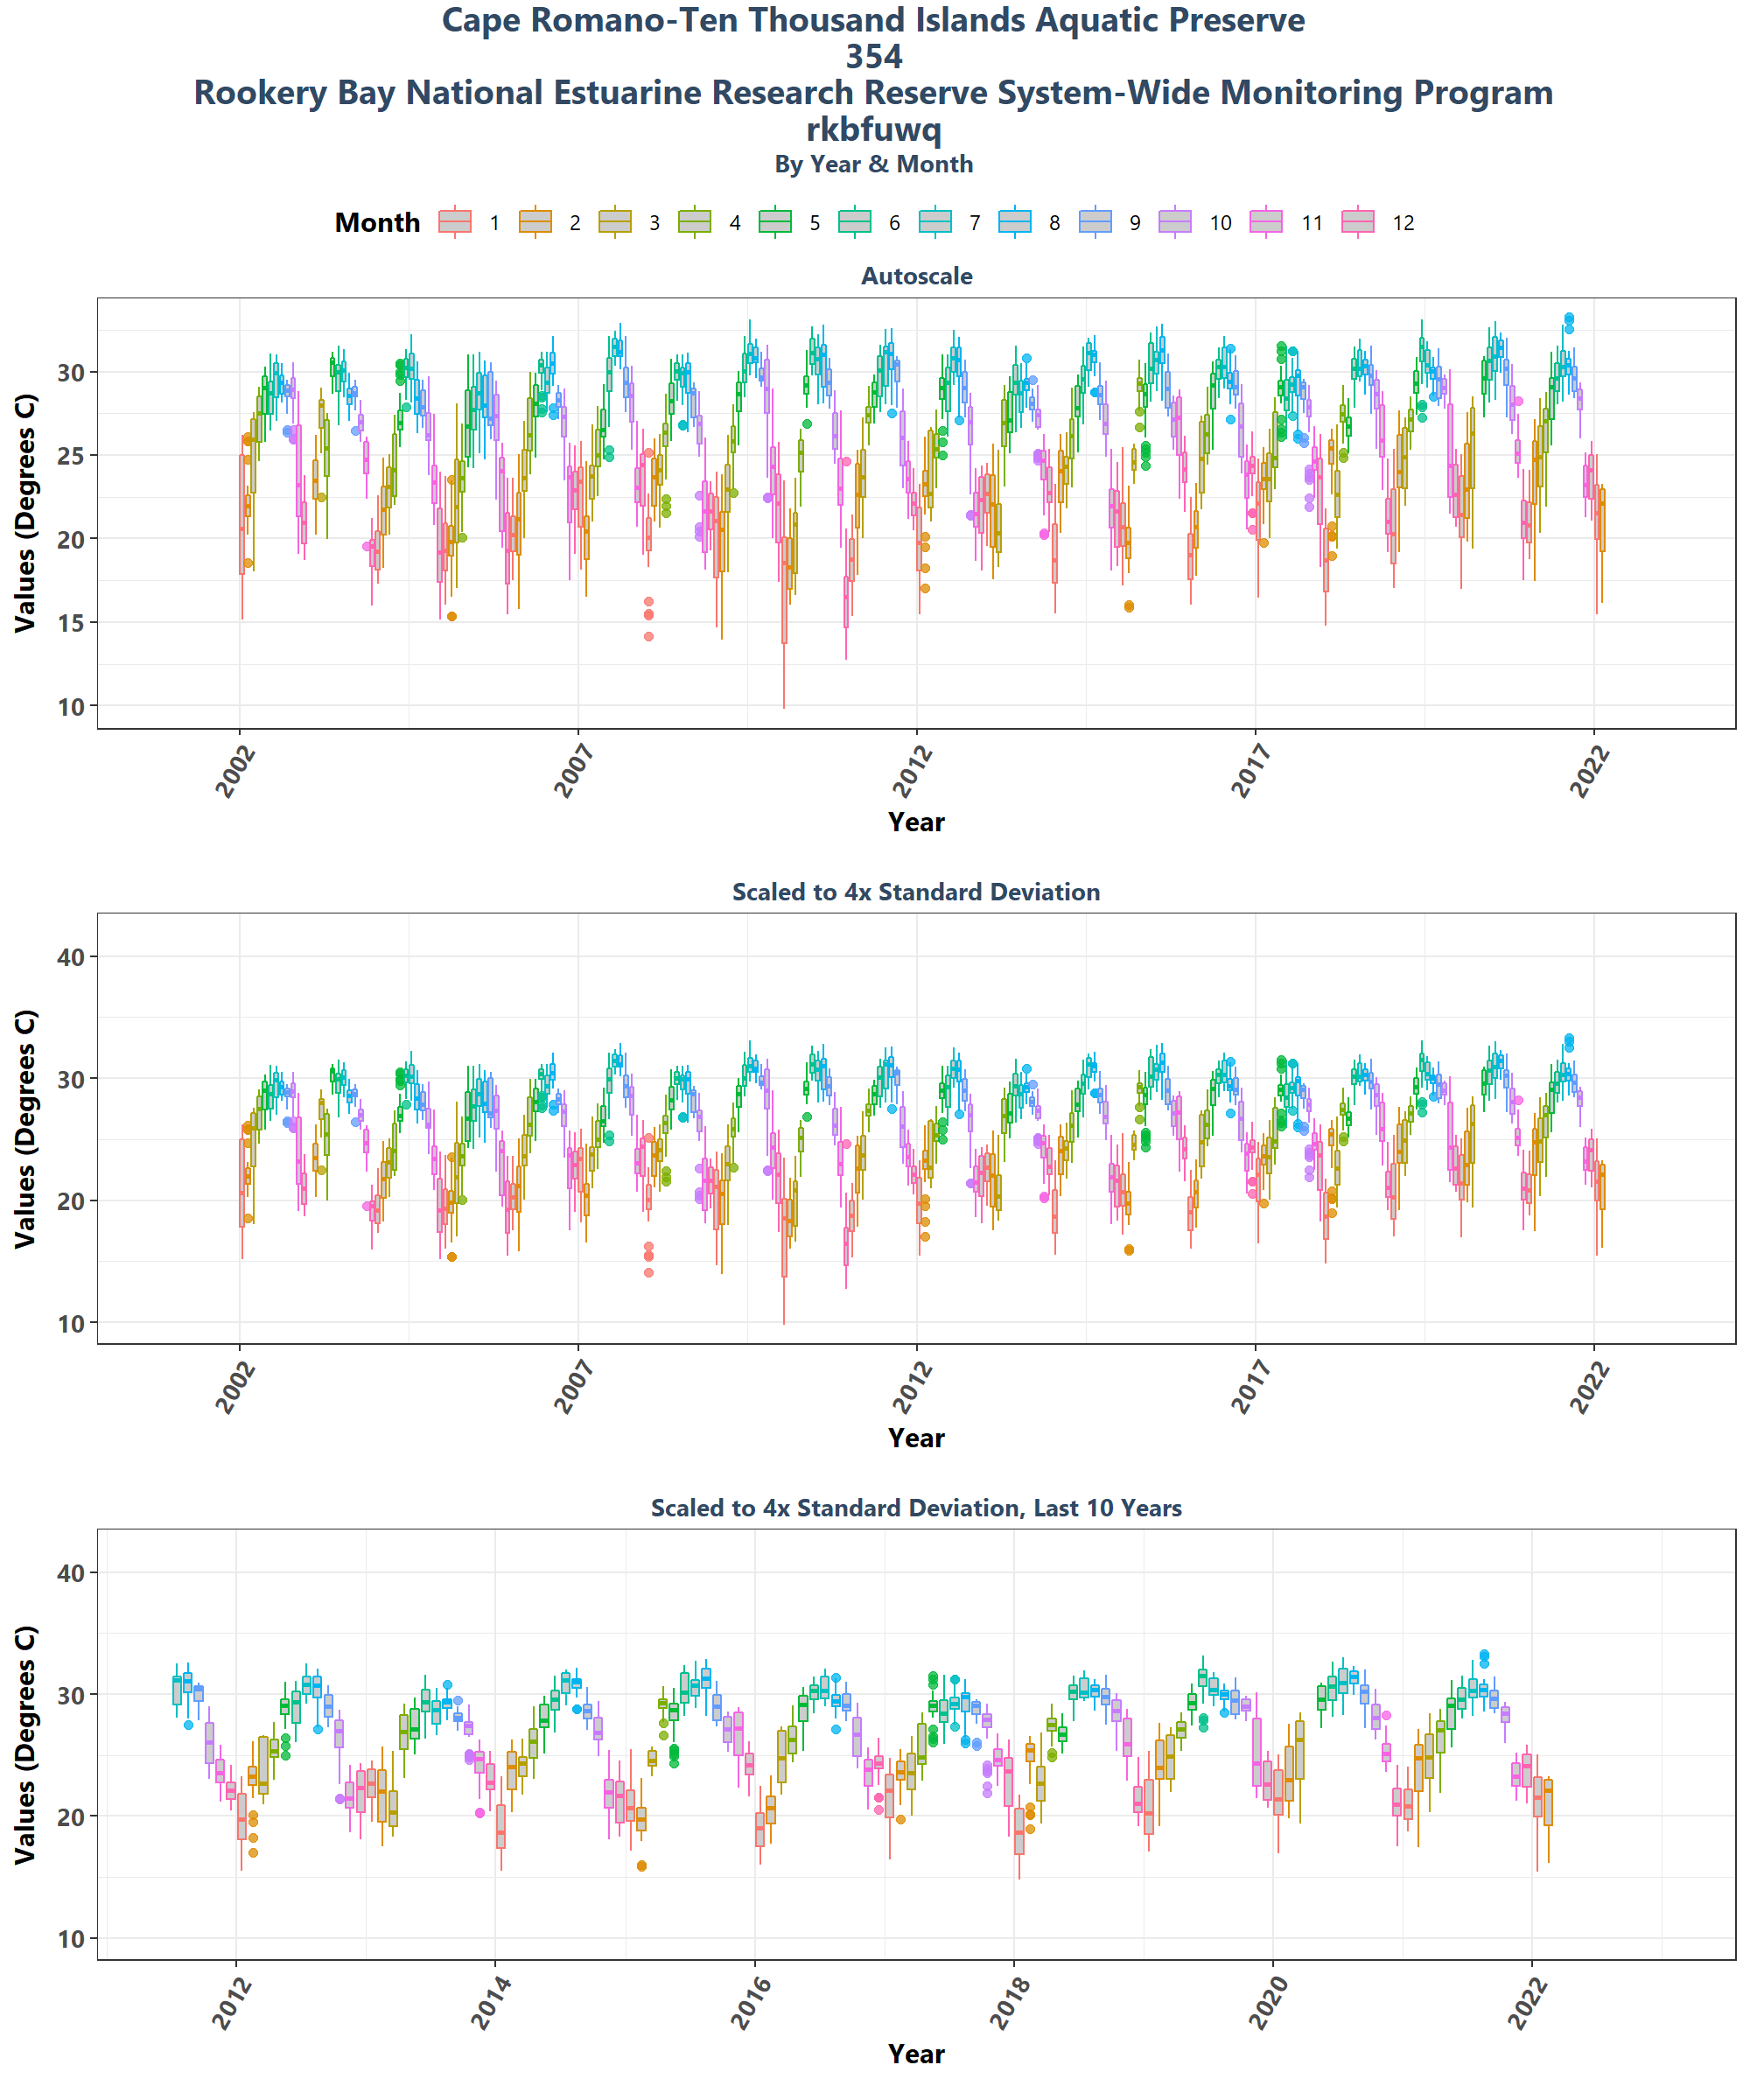 Cape Romano-Ten Thousand Islands Aquatic Preserve
354
Rookery Bay National Estuarine Research Reserve System-Wide Monitoring Program
rkbfuwq
By Year & Month
Month 1 2 3 4 5 6 7 8 9 10 11 12
Autoscale
Values (Degrees C)
30
25
20
15
10
2002 2007 2012 2017 2022
Year
Scaled to 4x Standard Deviation
Values (Degrees C)
40
30
20
10
2002 2007 2012 2017 2022
Year
Scaled to 4x Standard Deviation, Last 10 Years
Values (Degrees C)
40
30
20
10
2012 2014 2016 2018 2020 2022
Year